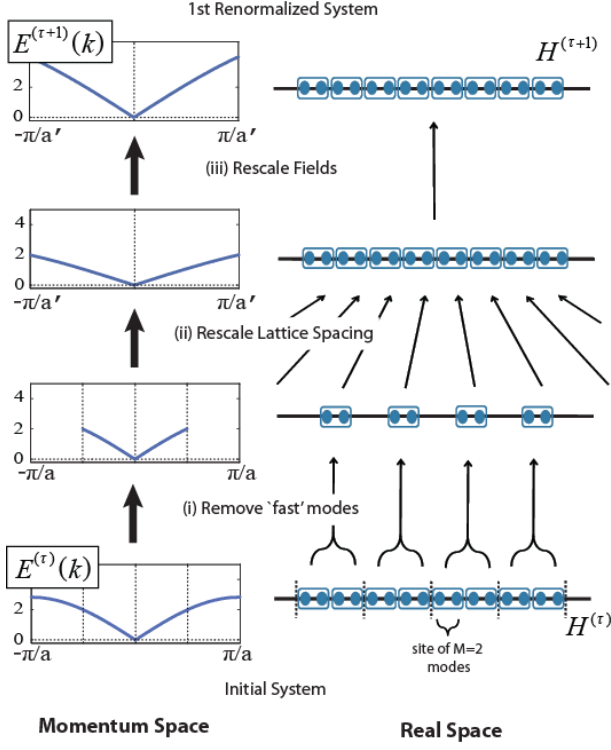 1st Renormalized System
E^(τ+1)(k)
H^(τ+1)
2
0
-π/a′
π/a′
(iii) Rescale Fields
4
2
0
-π/a′
π/a′
(ii) Rescale Lattice Spacing
4
2
0
-π/a
π/a
(i) Remove `fast' modes
E^(τ)(k)
2
0
-π/a
π/a
H^(τ)
site of M=2
modes
Initial System
Momentum Space
Real Space